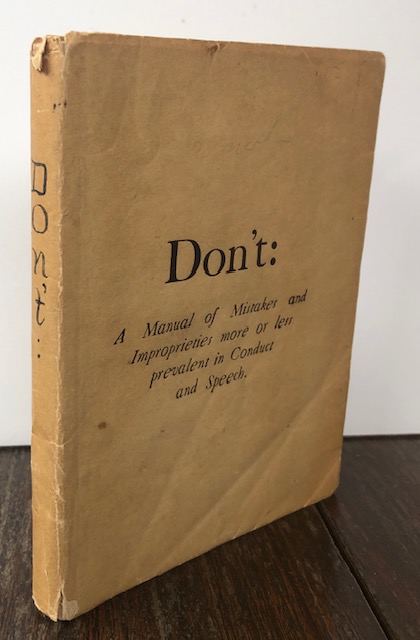 Don't:
Don't:
A Manual of Mistakes and
Improprieties more or less
prevalent in Conduct
and Speech.